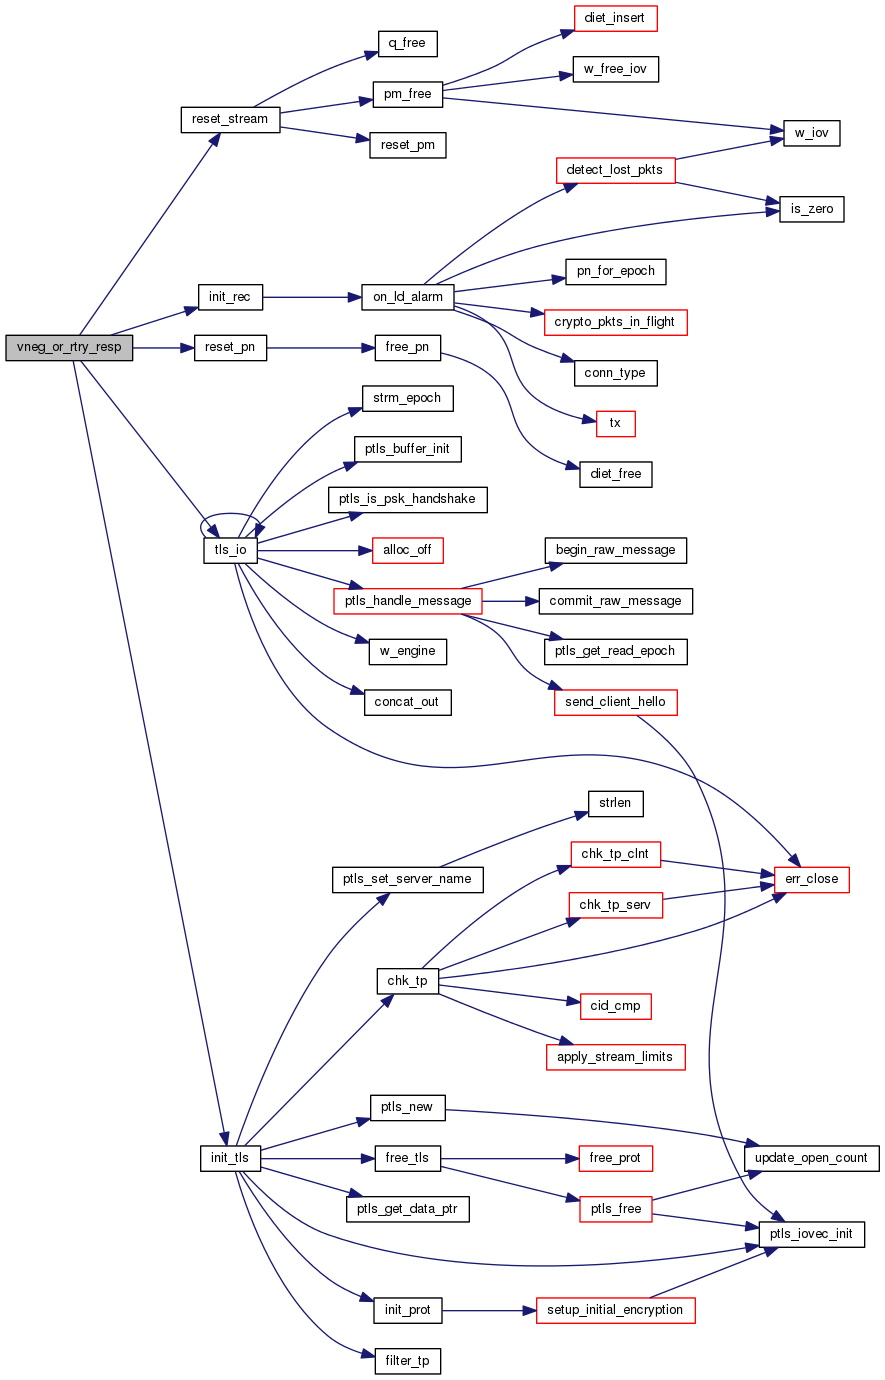 diet_insert
q_free
w_free_iov
pm_free
reset_stream
w_iov
reset_pm
detect_lost_pkts
is_zero
pn_for_epoch
init_rec
on_ld_alarm
crypto_pkts_in_flight
vneg_or_rtry_resp
reset_pn
free_pn
conn_type
strm_epoch
tx
ptls_buffer_init
diet_free
ptls_is_psk_handshake
tls_io
alloc_off
begin_raw_message
ptls_handle_message
commit_raw_message
w_engine
ptls_get_read_epoch
concat_out
send_client_hello
strlen
chk_tp_clnt
ptls_set_server_name
err_close
chk_tp_serv
chk_tp
cid_cmp
apply_stream_limits
ptls_new
init_tls
free_tls
free_prot
update_open_count
ptls_get_data_ptr
ptls_free
ptls_iovec_init
init_prot
setup_initial_encryption
filter_tp